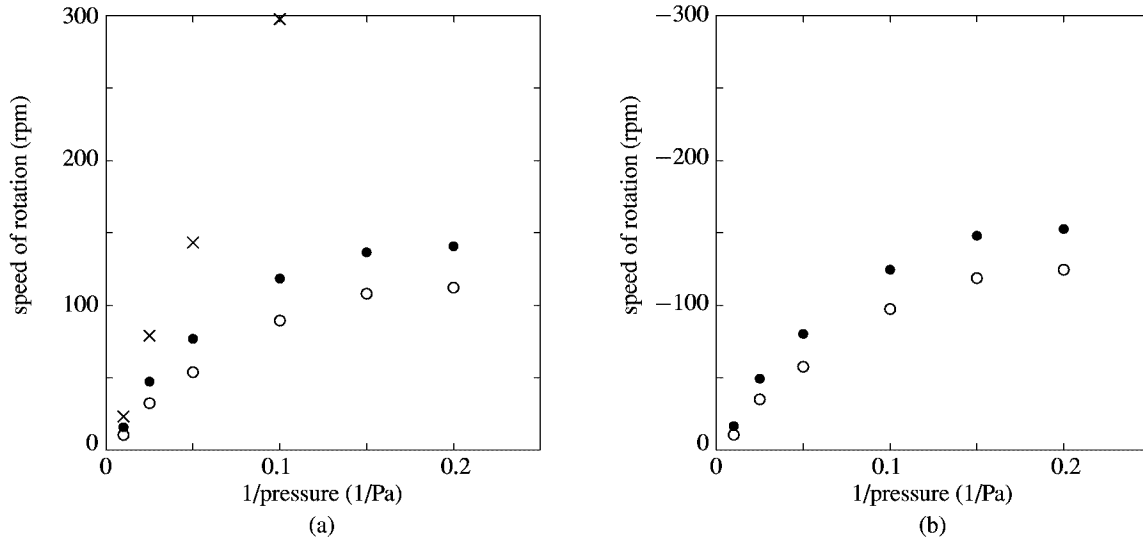 300
200
100
0
speed of rotation (rpm)
0
0.1
0.2
1/pressure (1/Pa)
(a)
−300
−200
−100
0
speed of rotation (rpm)
0
0.1
0.2
1/pressure (1/Pa)
(b)